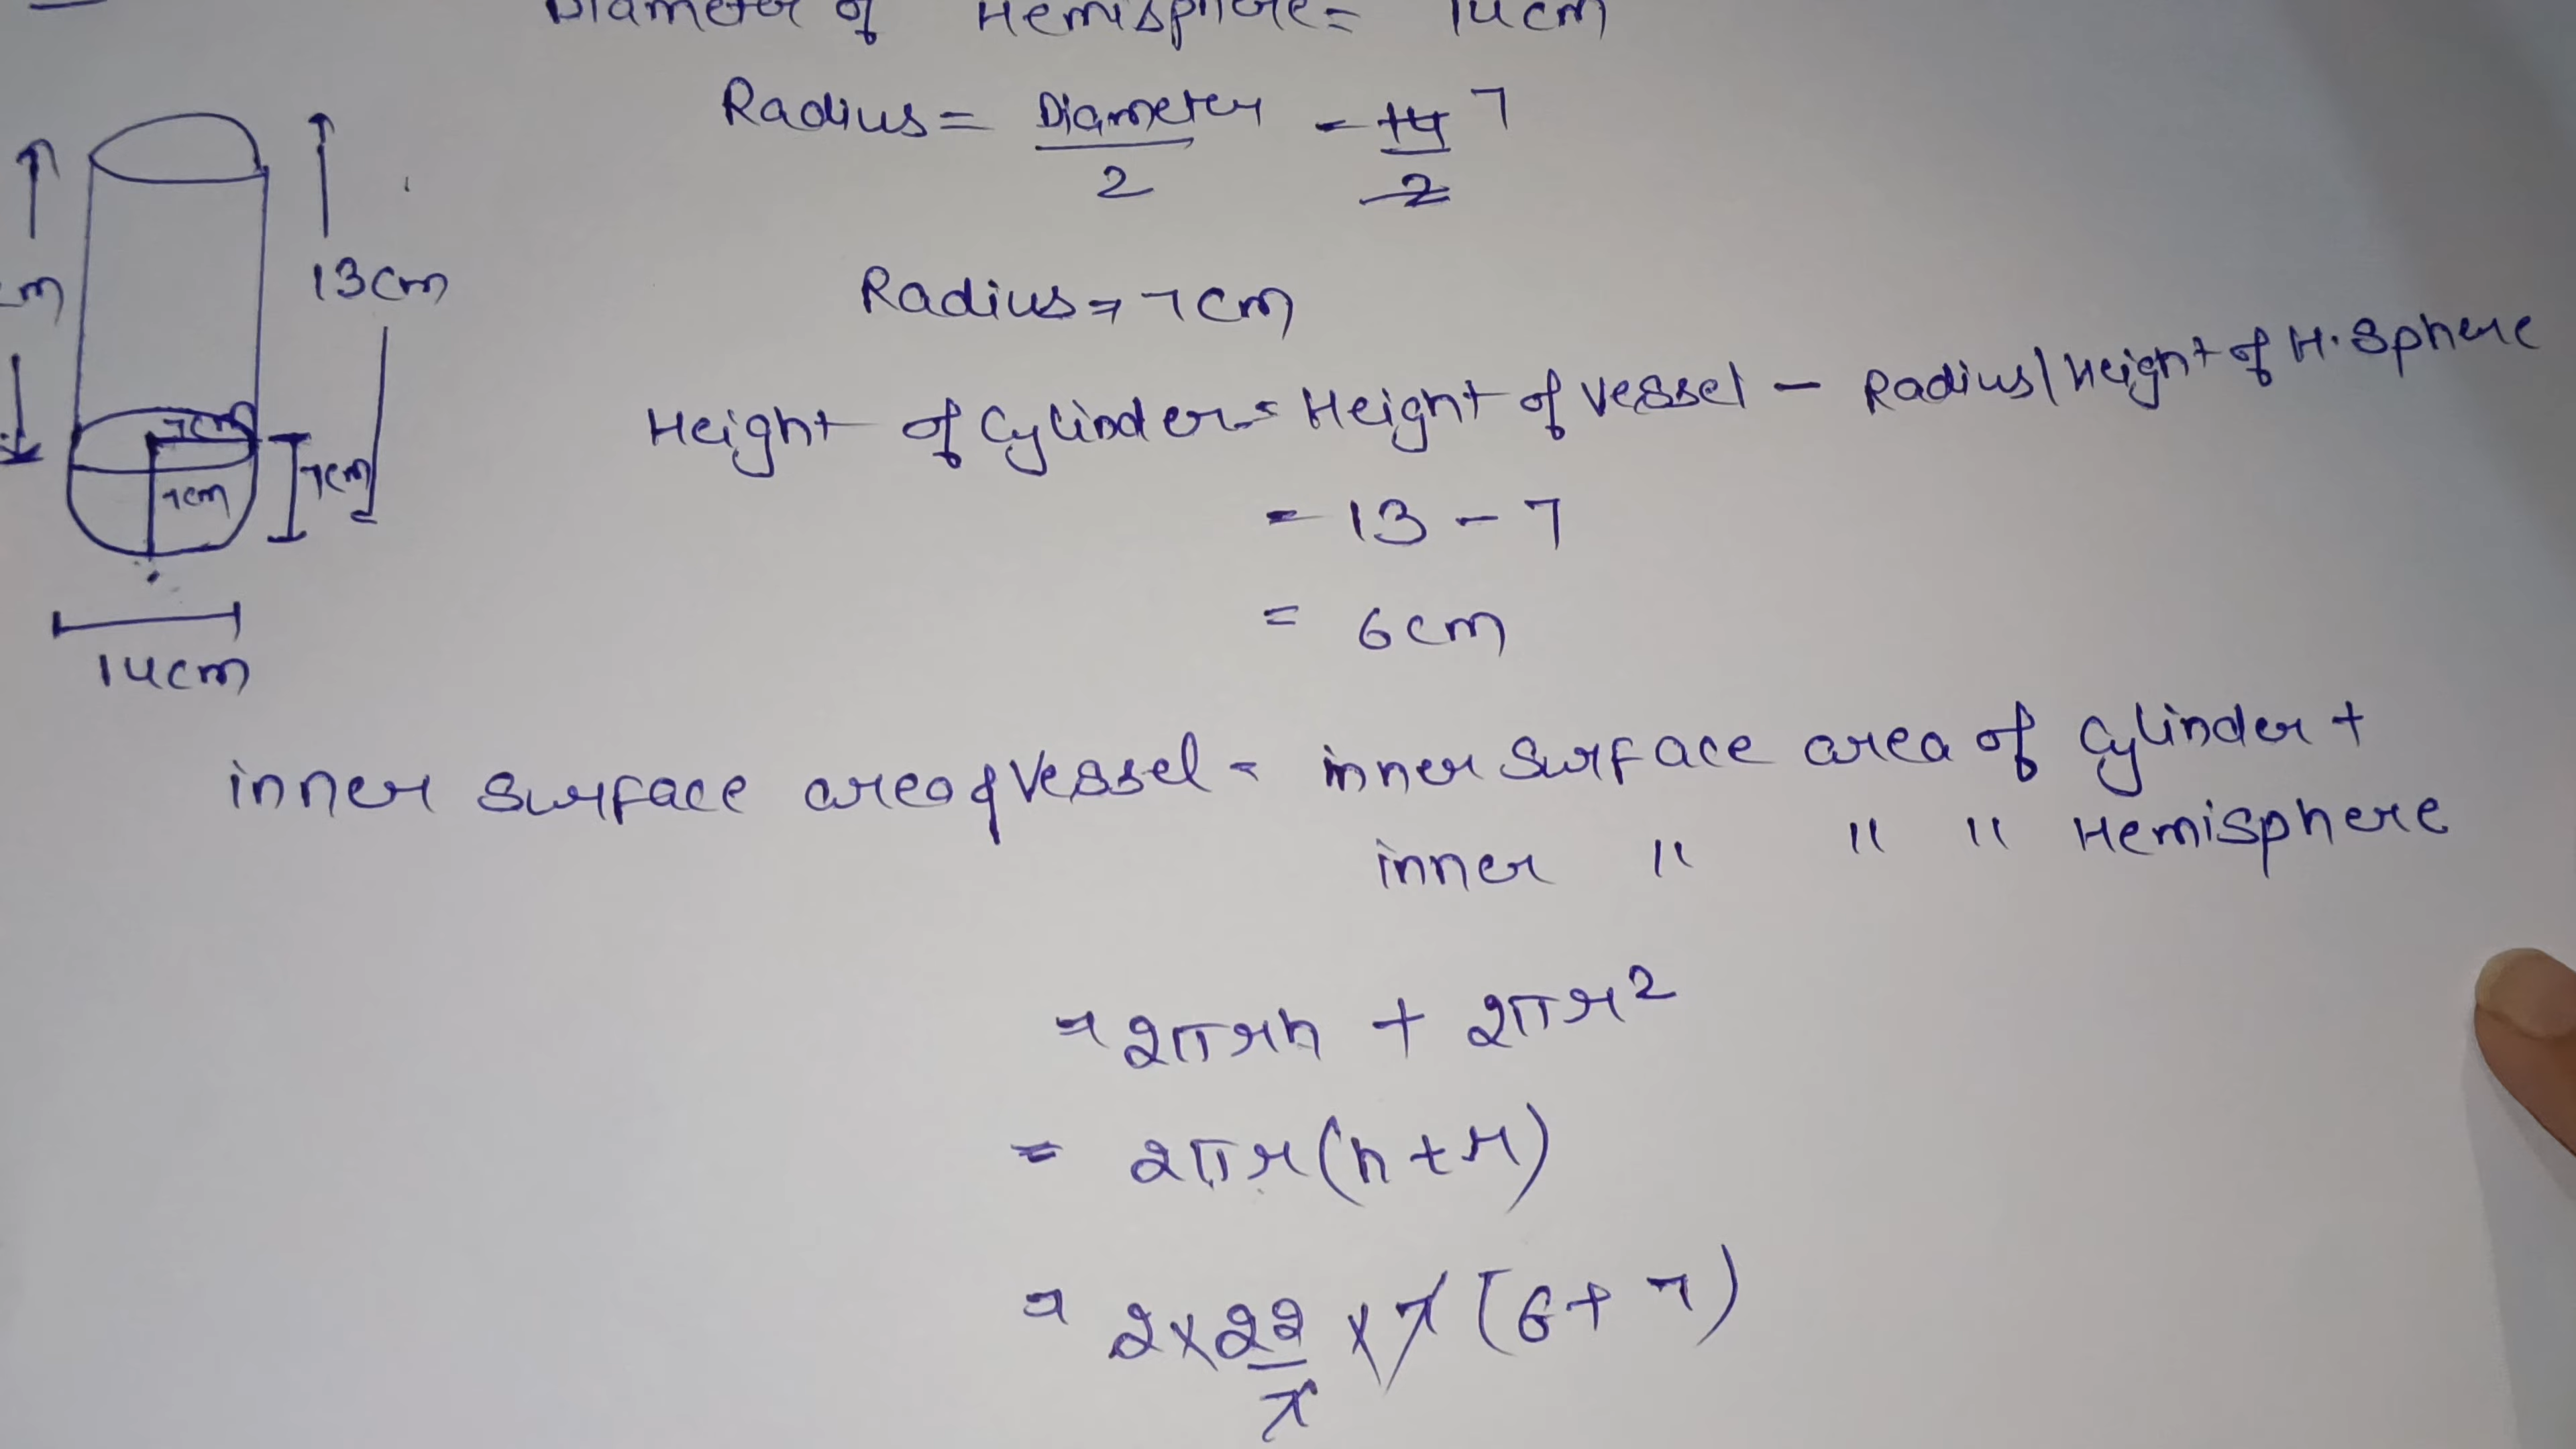 Diameter of Hemisphere = 14cm
Radius = Diameter/2 = 14/2 7
Radius = 7cm
Height of Cylinder = Height of Vessel - Radius/Height of H.Sphere
= 13 - 7
= 6cm
cm
13cm
7cm
7cm
7cm
14cm
inner surface area of Vessel = inner surface area of Cylinder +
inner " " " Hemisphere
= 2πrh + 2πr²
= 2πr(h+r)
= 2×22/7 ×7 (6+7)